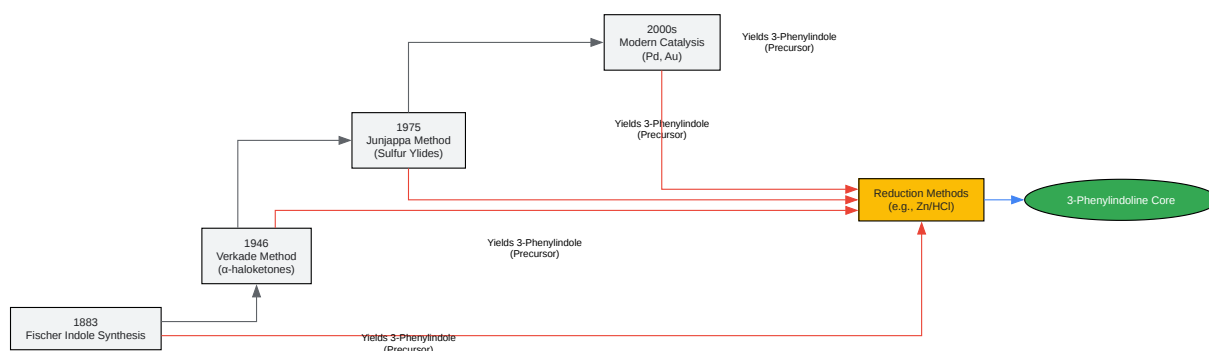 2000s
Modern Catalysis
(Pd, Au)
Yields 3-Phenylindole
(Precursor)
1975
Junjappa Method
(Sulfur Ylides)
Yields 3-Phenylindole
(Precursor)
Reduction Methods
(e.g., Zn/HCl)
3-Phenylindoline Core
1946
Verkade Method
(α-haloketones)
Yields 3-Phenylindole
(Precursor)
1883
Fischer Indole Synthesis
Yields 3-Phenylindole
(Precursor)